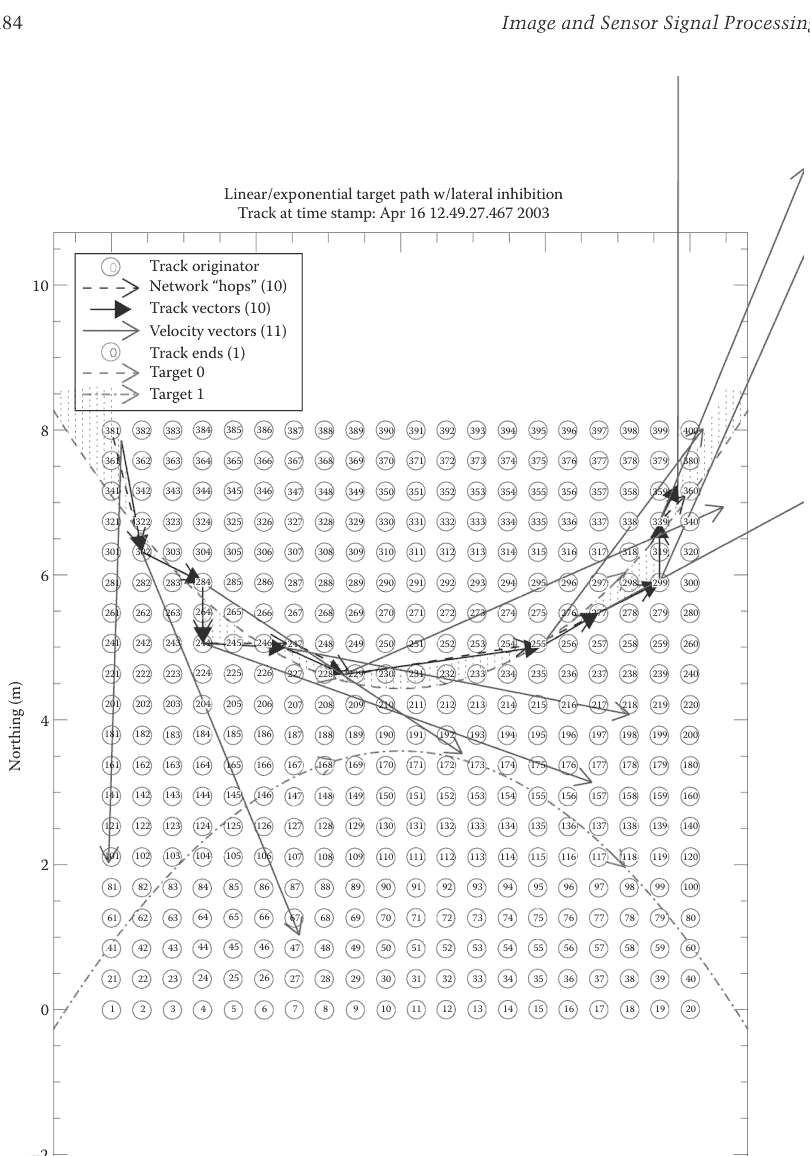 84
Image and Sensor Signal Processing
Linear/exponential target path w/lateral inhibition
Track at time stamp: Apr 16 12.49.27.467 2003
0 Track originator
10
Network “hops” (10)
Track vectors (10)
Velocity vectors (11)
0 Track ends (1)
Target 0
Target 1
8
381 382 383 384 385 386 387 388 389 390 391 392 393 394 395 396 397 398 399 400
361 362 363 364 365 366 367 368 369 370 371 372 373 374 375 376 377 378 379 380
341 342 343 344 345 346 347 348 349 350 351 352 353 354 355 356 357 358 359 360
321 322 323 324 325 326 327 328 329 330 331 332 333 334 335 336 337 338 339 340
301 302 303 304 305 306 307 308 309 310 311 312 313 314 315 316 317 318 319 320
6
281 282 283 284 285 286 287 288 289 290 291 292 293 294 295 296 297 298 299 300
261 262 263 264 265 266 267 268 269 270 271 272 273 274 275 276 277 278 279 280
241 242 243 244 245 246 247 248 249 250 251 252 253 254 255 256 257 258 259 260
221 222 223 224 225 226 227 228 229 230 231 232 233 234 235 236 237 238 239 240
201 202 203 204 205 206 207 208 209 210 211 212 213 214 215 216 217 218 219 220
4
Northing (m)
181 182 183 184 185 186 187 188 189 190 191 192 193 194 195 196 197 198 199 200
161 162 163 164 165 166 167 168 169 170 171 172 173 174 175 176 177 178 179 180
141 142 143 144 145 146 147 148 149 150 151 152 153 154 155 156 157 158 159 160
121 122 123 124 125 126 127 128 129 130 131 132 133 134 135 136 137 138 139 140
101 102 103 104 105 106 107 108 109 110 111 112 113 114 115 116 117 118 119 120
2
81 82 83 84 85 86 87 88 89 90 91 92 93 94 95 96 97 98 99 100
61 62 63 64 65 66 67 68 69 70 71 72 73 74 75 76 77 78 79 80
41 42 43 44 45 46 47 48 49 50 51 52 53 54 55 56 57 58 59 60
21 22 23 24 25 26 27 28 29 30 31 32 33 34 35 36 37 38 39 40
0
1 2 3 4 5 6 7 8 9 10 11 12 13 14 15 16 17 18 19 20
–2